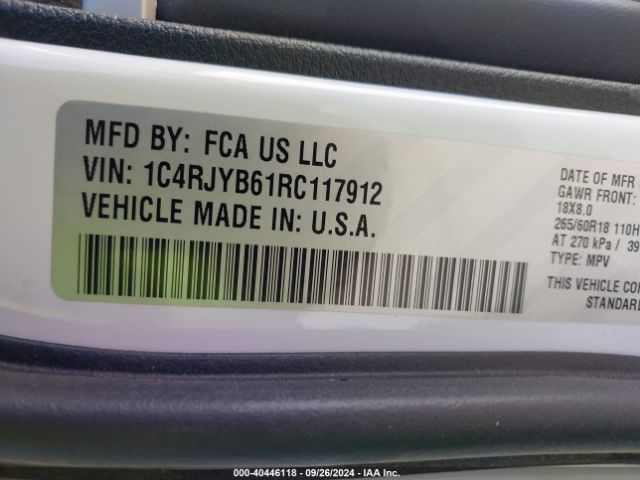 MFD BY: FCA US LLC
VIN: 1C4RJYB61RC117912
VEHICLE MADE IN: U.S.A.
DATE OF MFR
GAWR FRONT:
18X8.0
265/60R18 110H
AT 270 kPa / 39
TYPE: MPV
THIS VEHICLE CON
STANDARD
000-40446118 - 09/26/2024 - IAA Inc.